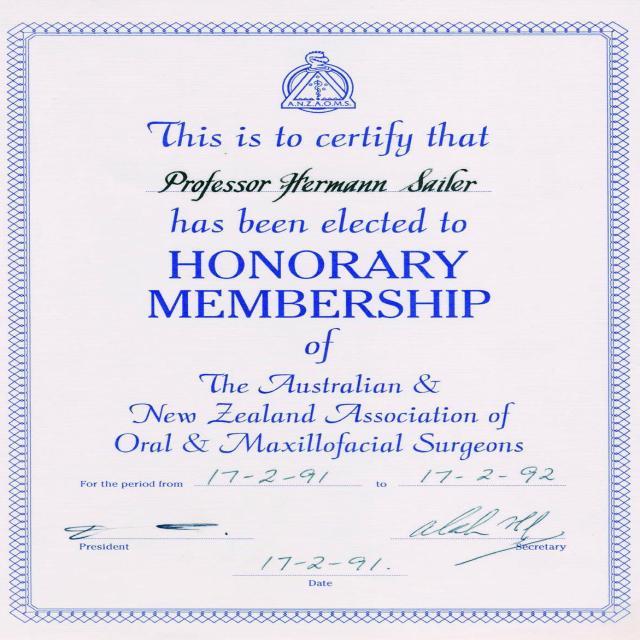 A.N.Z.A.O.M.S.
This is to certify that
Professor Hermann Sailer
has been elected to
HONORARY
MEMBERSHIP
of
The Australian &
New Zealand Association of
Oral & Maxillofacial Surgeons
For the period from 17-2-91 to 17-2-92
President
Secretary
17-2-91.
Date